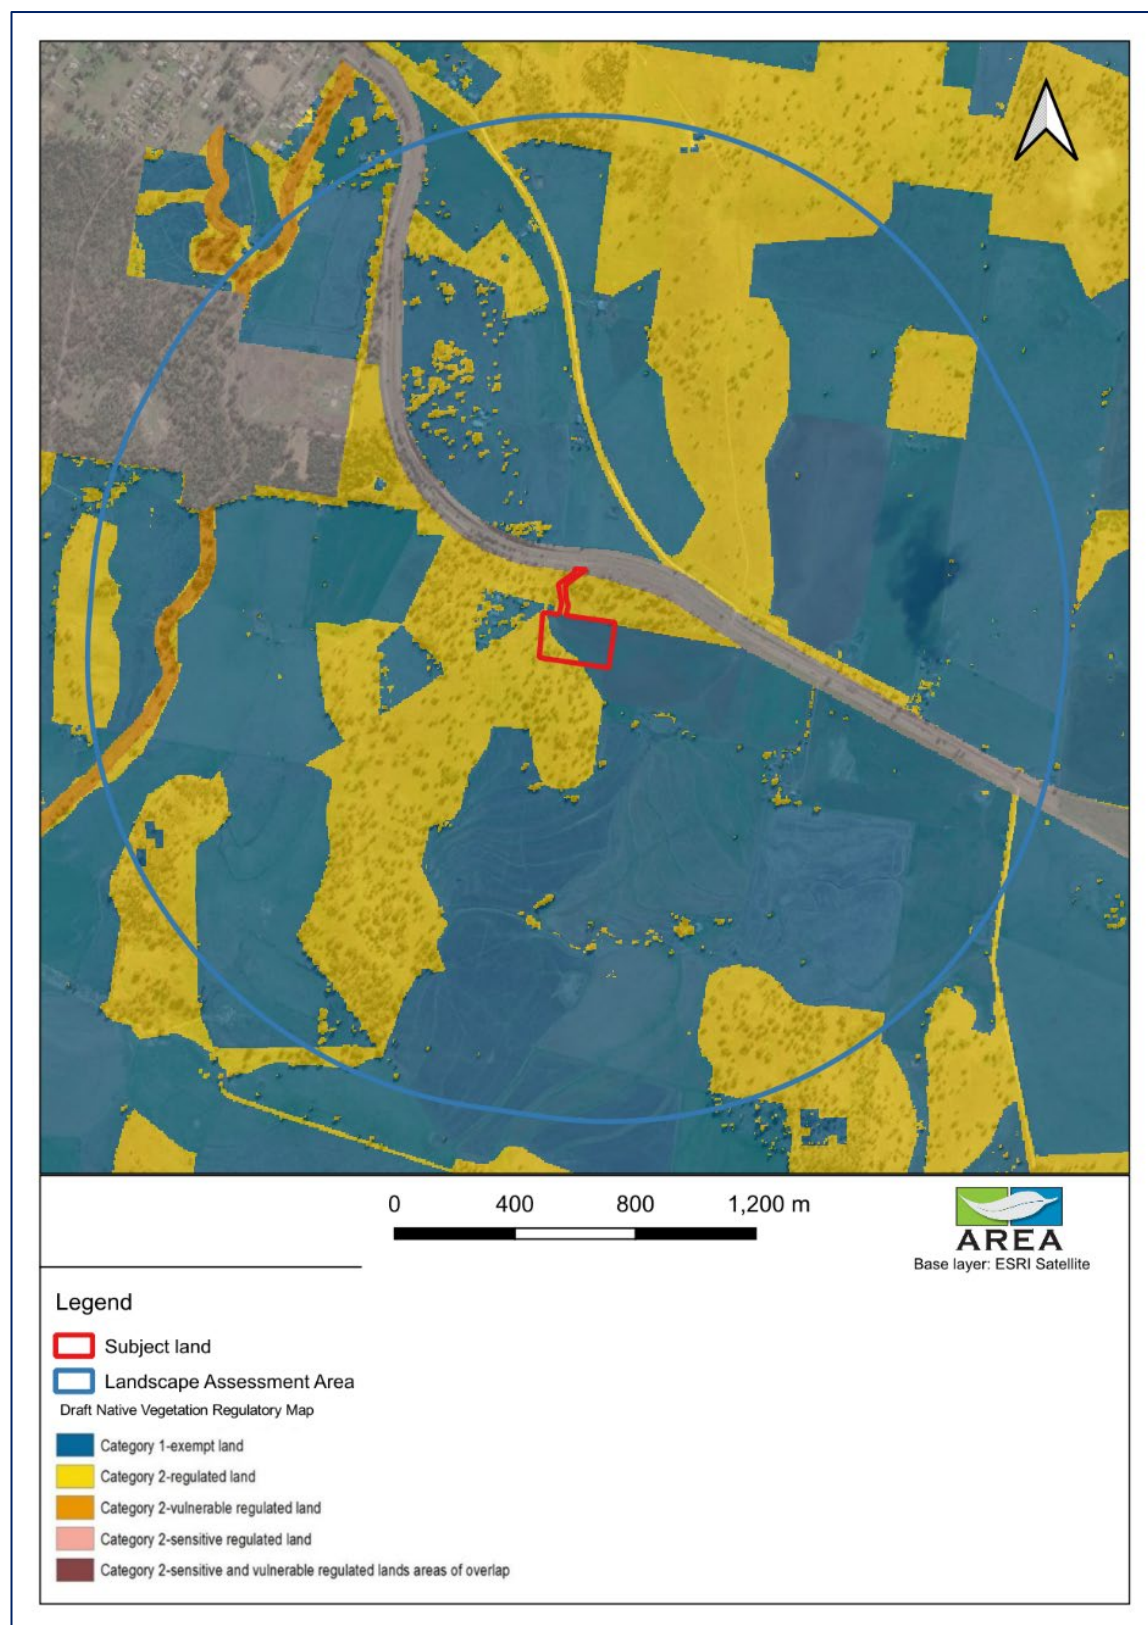 0 400 800 1,200 m
AREA
Base layer: ESRI Satellite
Legend
Subject land
Landscape Assessment Area
Draft Native Vegetation Regulatory Map
Category 1-exempt land
Category 2-regulated land
Category 2-vulnerable regulated land
Category 2-sensitive regulated land
Category 2-sensitive and vulnerable regulated lands areas of overlap